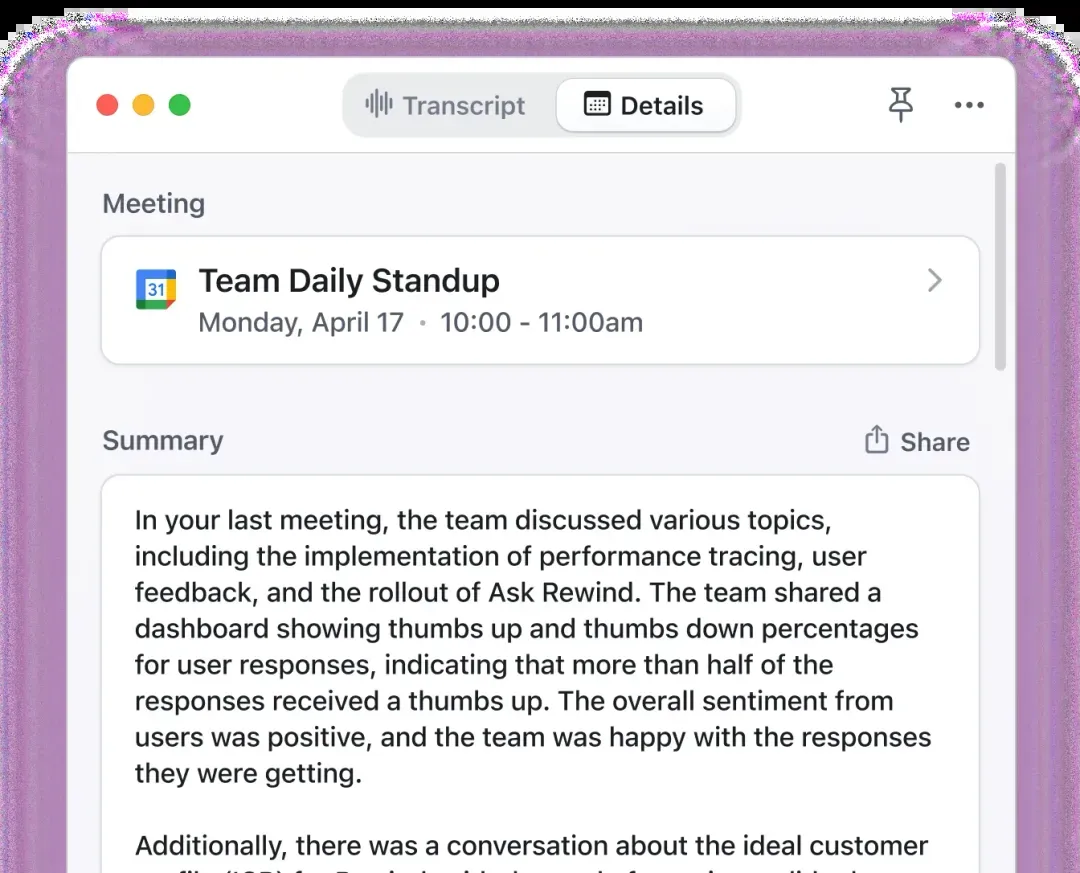 Transcript
Details
Meeting
31
Team Daily Standup
Monday, April 17 • 10:00 - 11:00am
Summary
Share
In your last meeting, the team discussed various topics,
including the implementation of performance tracing, user
feedback, and the rollout of Ask Rewind. The team shared a
dashboard showing thumbs up and thumbs down percentages
for user responses, indicating that more than half of the
responses received a thumbs up. The overall sentiment from
users was positive, and the team was happy with the responses
they were getting.
Additionally, there was a conversation about the ideal customer